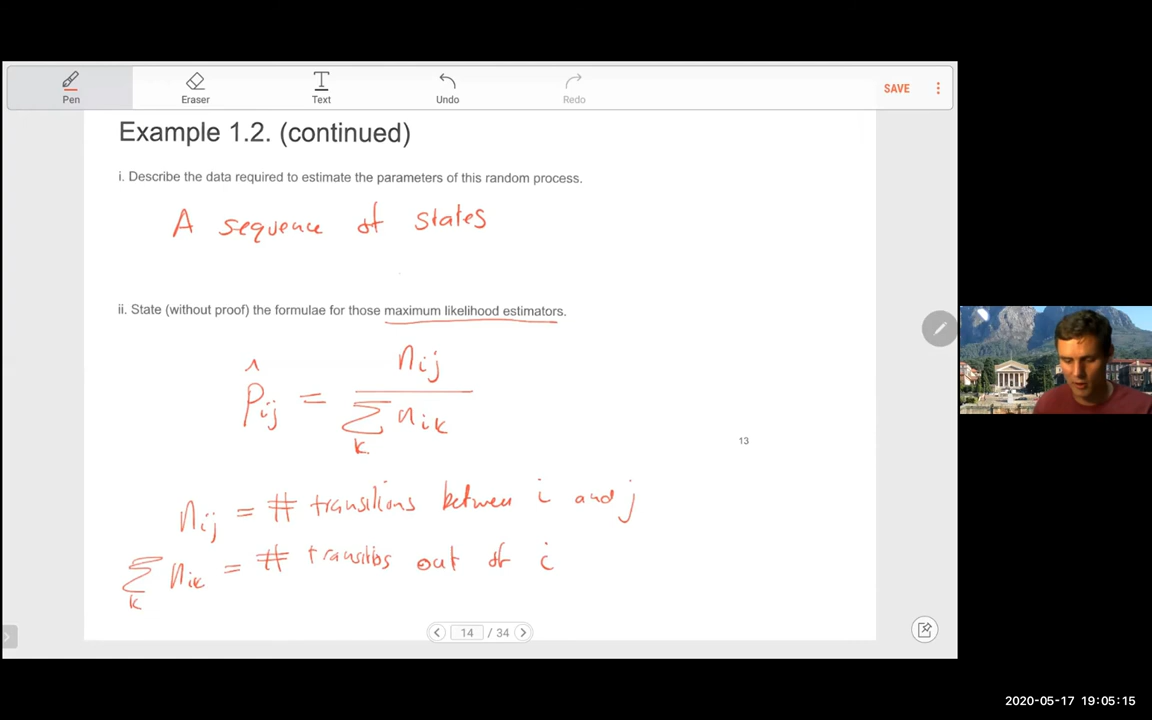 Pen Eraser Text Undo Redo SAVE
Example 1.2. (continued)
i. Describe the data required to estimate the parameters of this random process.
A sequence of states
ii. State (without proof) the formulae for those maximum likelihood estimators.
p̂ij = nij / Σk nik
13
nij = # transitions between i and j
Σk nik = # transitios out of i
14 / 34
2020-05-17 19:05:15